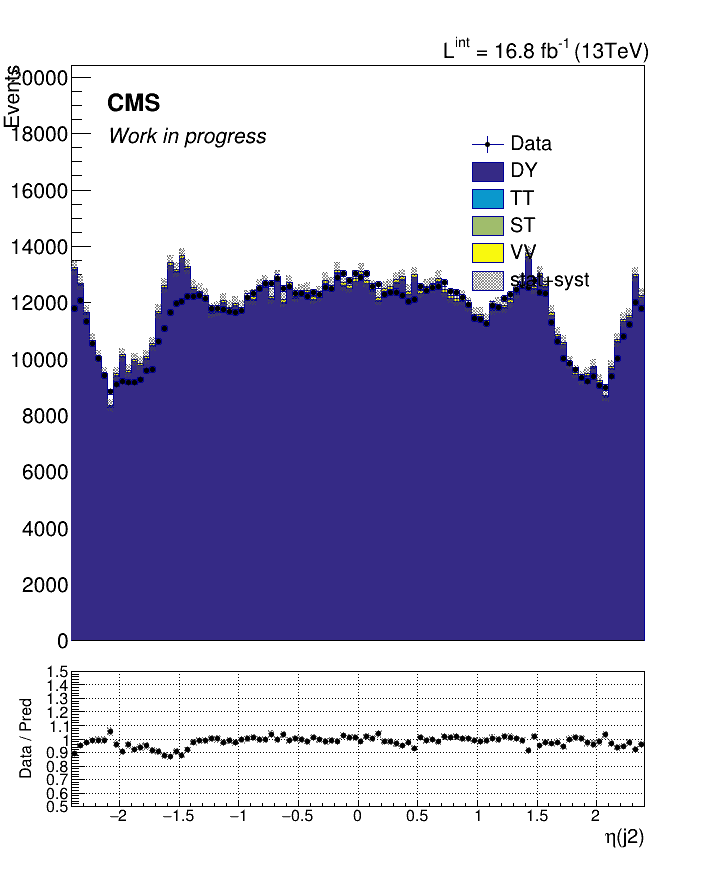 L^int = 16.8 fb^-1 (13TeV)
Events
CMS
Work in progress
Data
DY
TT
ST
VV
stat+syst
20000
18000
16000
14000
12000
10000
8000
6000
4000
2000
0
Data / Pred
1.5
1.4
1.3
1.2
1.1
1
0.9
0.8
0.7
0.6
0.5
−2 −1.5 −1 −0.5 0 0.5 1 1.5 2
η(j2)